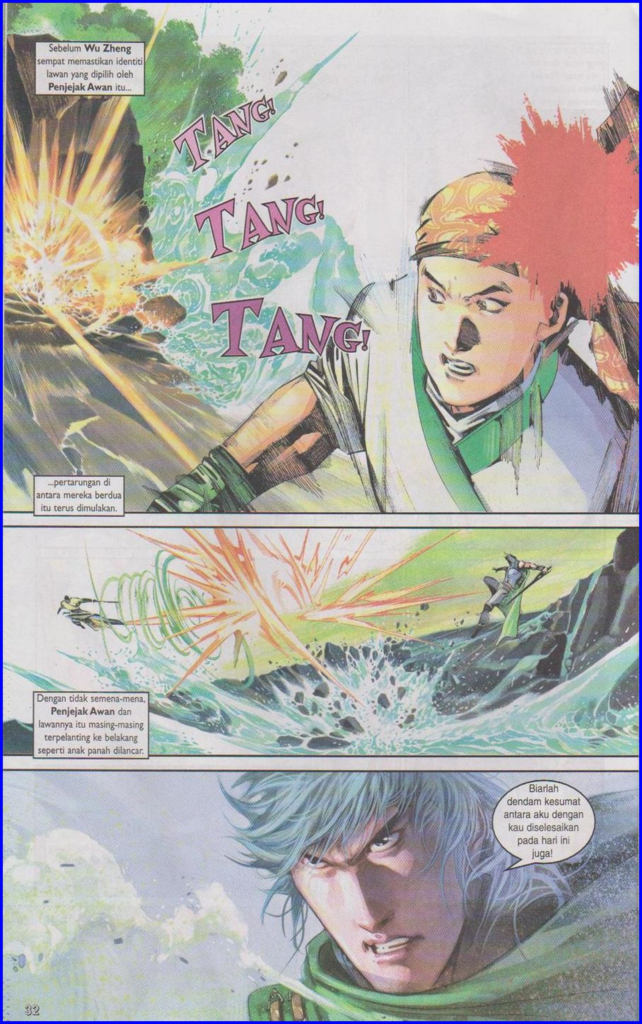 Sebelum Wu Zheng
sempat memastikan identiti
lawan yang dipilih oleh
Penjejak Awan itu...
TANG!
TANG!
TANG!
...pertarungan di
antara mereka berdua
itu terus dimulakan.
Dengan tidak semena-mena,
Penjejak Awan dan
lawannya itu masing-masing
terpelanting ke belakang
seperti anak panah dilancar.
Biarlah
dendam kesumat
antara aku dengan
kau diselesaikan
pada hari ini
juga!
32